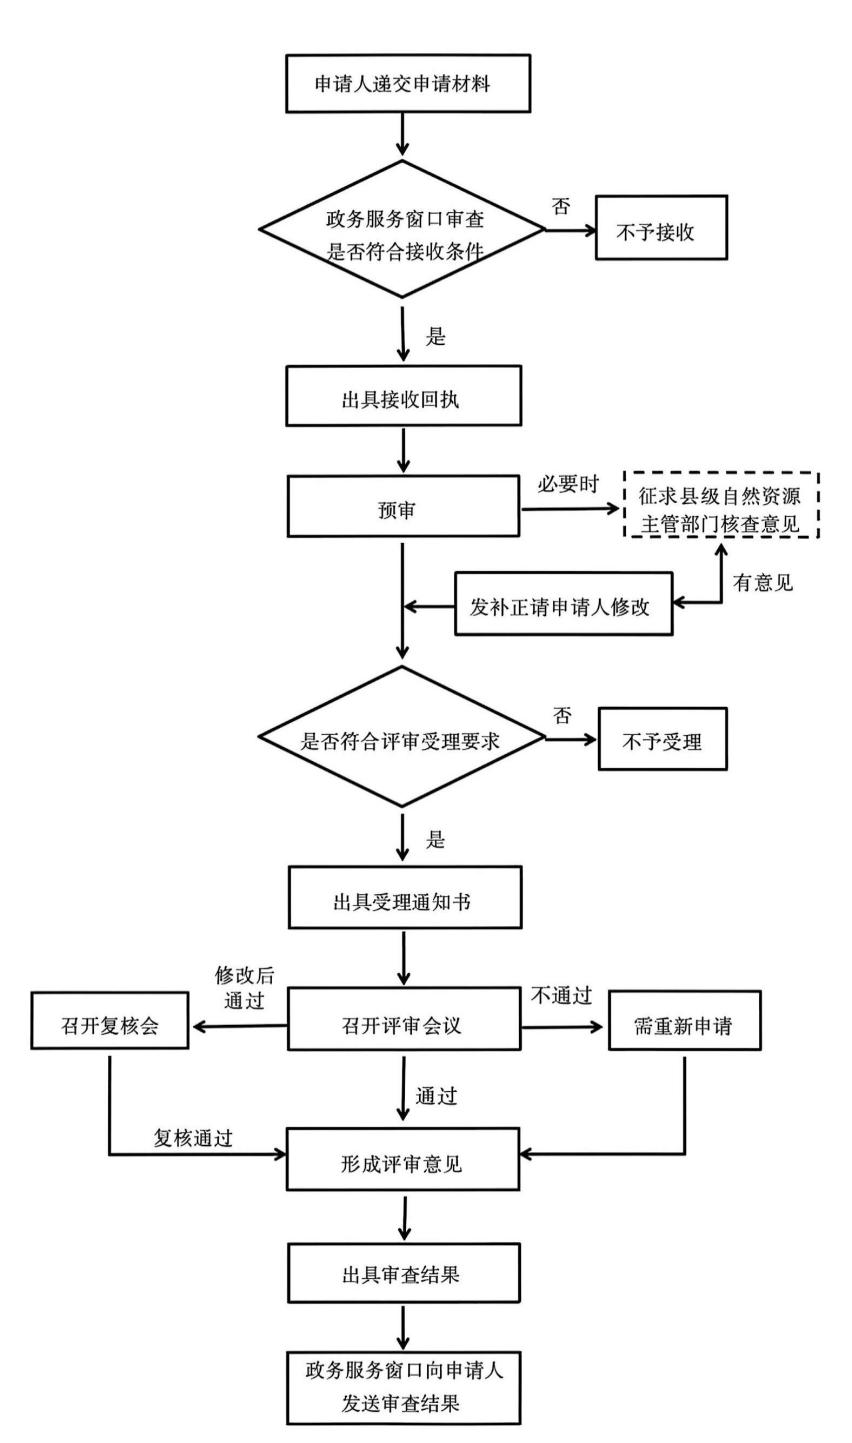 申请人递交申请材料
政务服务窗口审查
是否符合接收条件
否
不予接收
是
出具接收回执
预审
必要时
征求县级自然资源
主管部门核查意见
有意见
发补正请申请人修改
是否符合评审受理要求
否
不予受理
是
出具受理通知书
修改后
通过
召开复核会
召开评审会议
不通过
需重新申请
通过
复核通过
形成评审意见
出具审查结果
政务服务窗口向申请人
发送审查结果